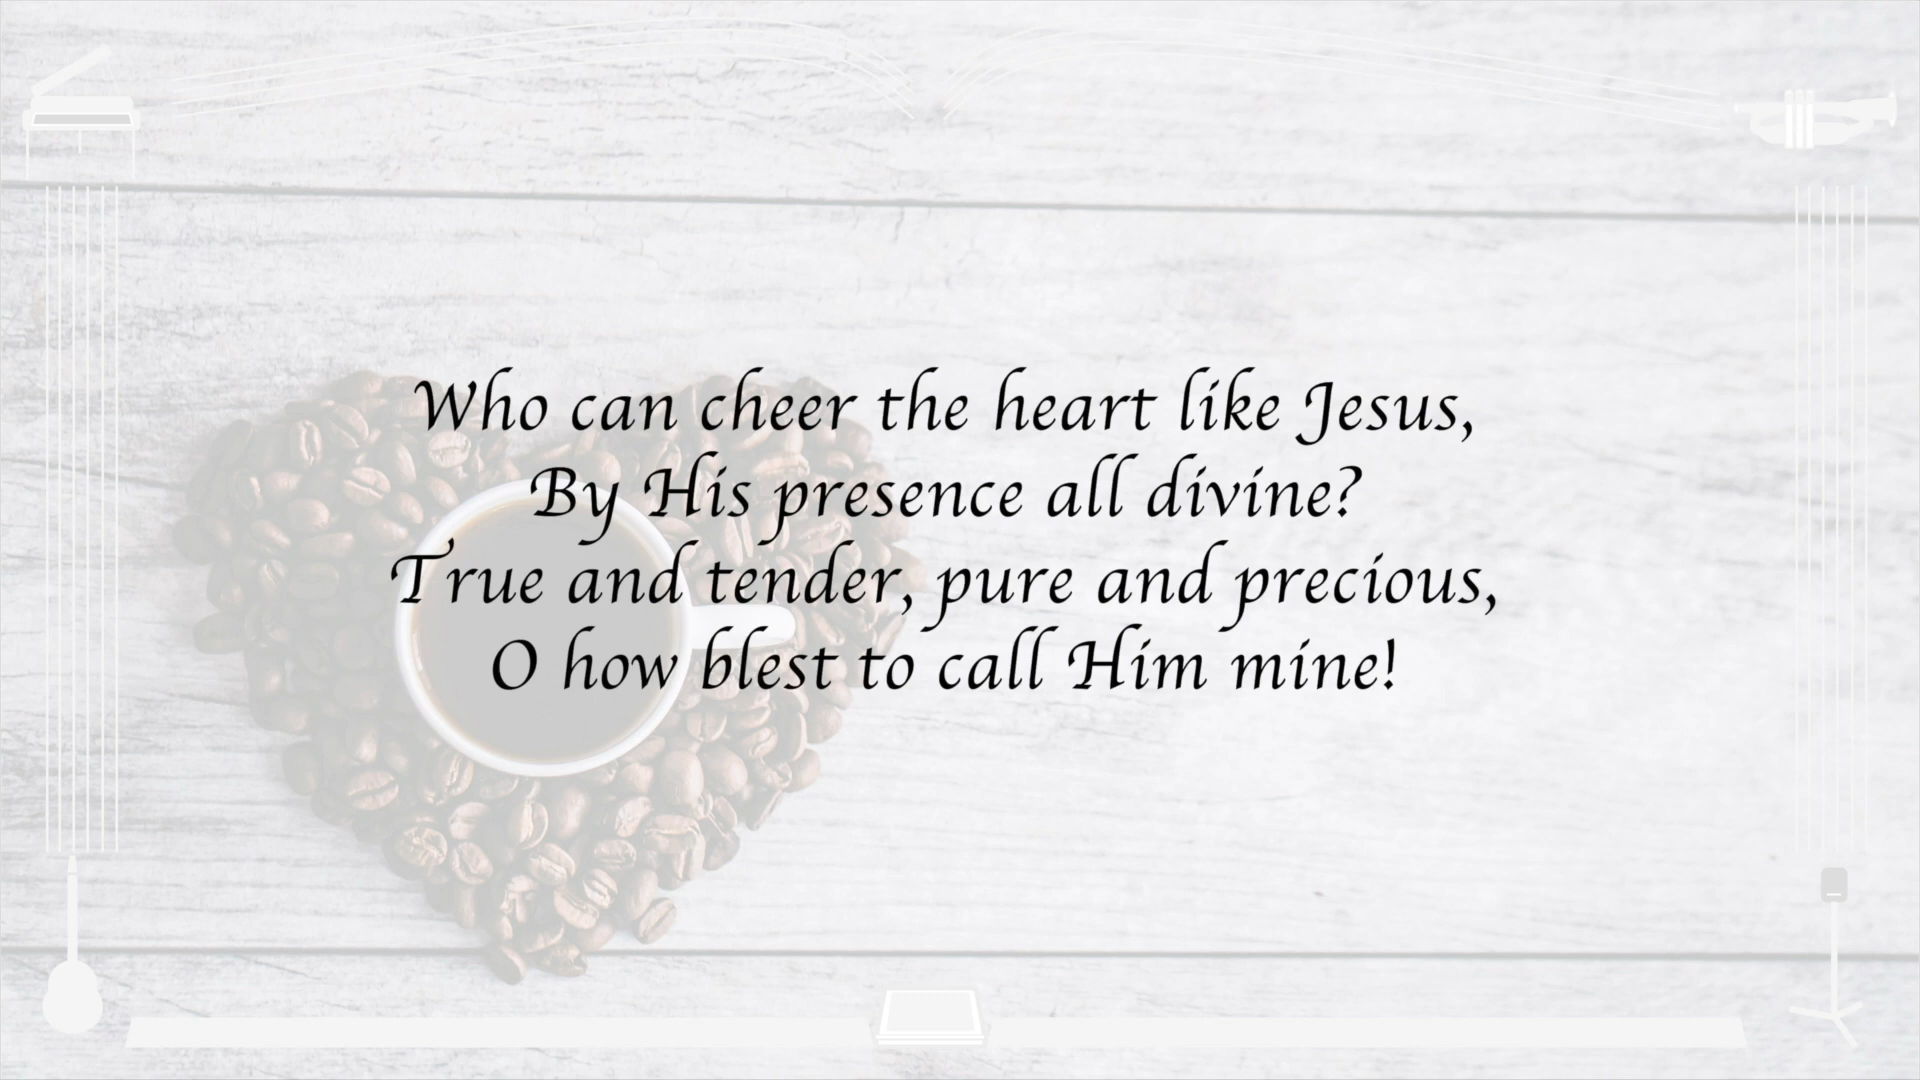 Who can cheer the heart like Jesus,
By His presence all divine?
True and tender, pure and precious,
O how blest to call Him mine!